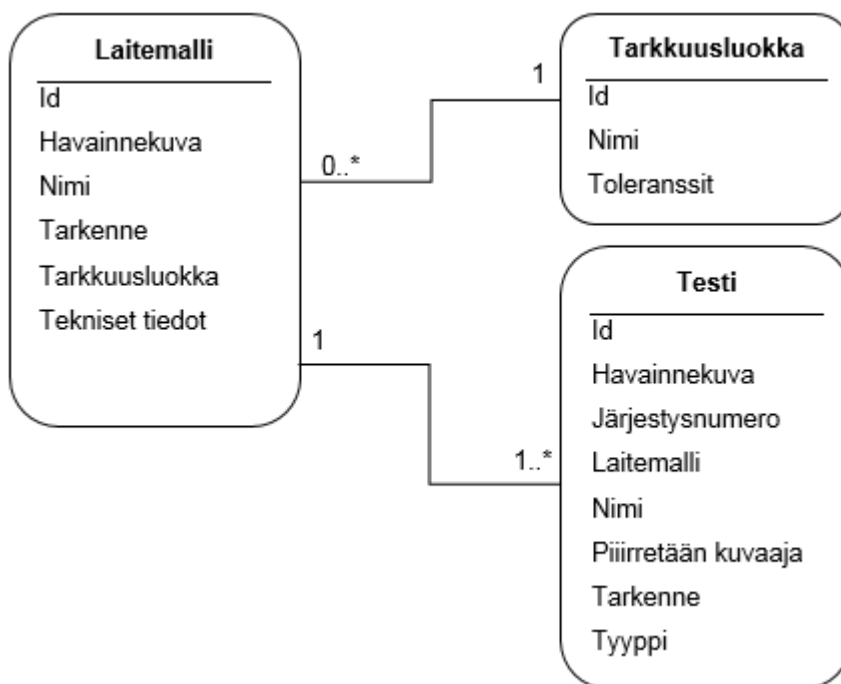 Laitemalli
Id
Havainnekuva
Nimi
Tarkenne
Tarkkuusluokka
Tekniset tiedot
0..*
1
1
1..*
Tarkkuusluokka
Id
Nimi
Toleranssit
Testi
Id
Havainnekuva
Järjestysnumero
Laitemalli
Nimi
Piiirretään kuvaaja
Tarkenne
Tyyppi